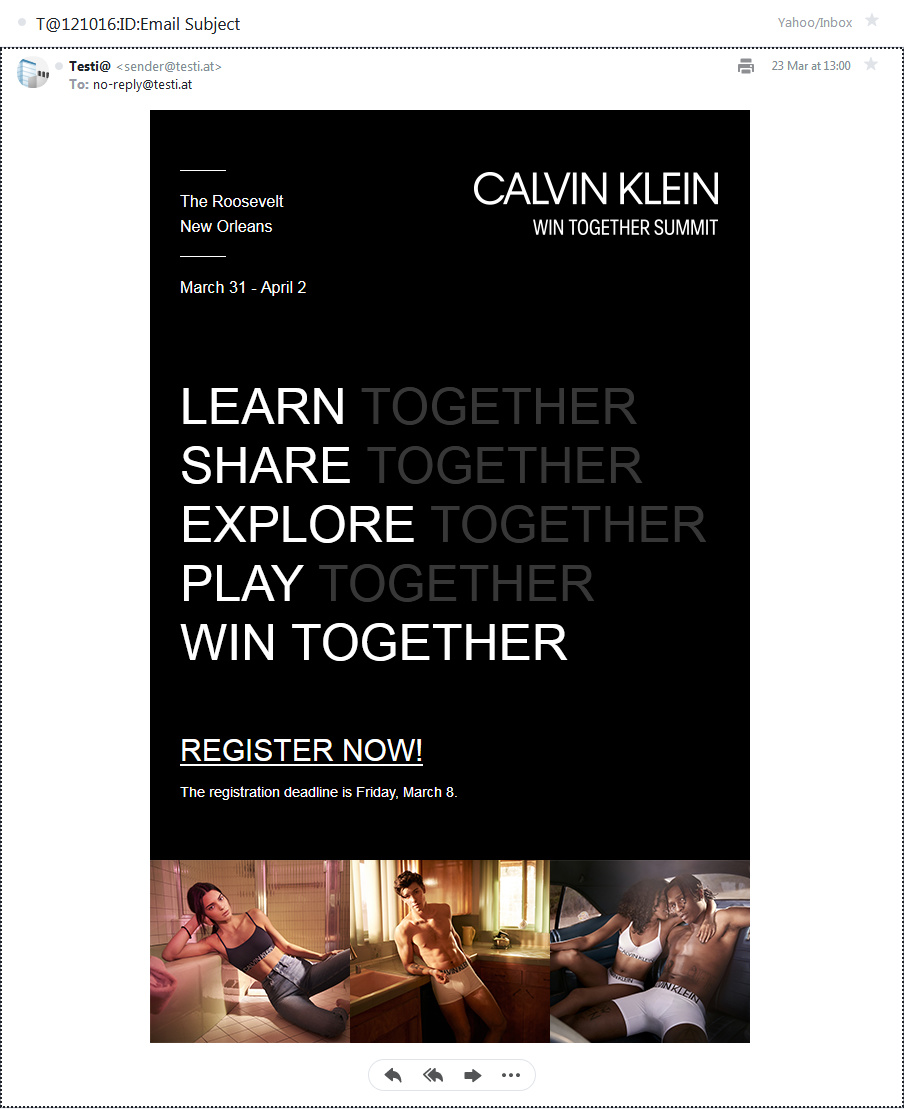 T@121016:ID:Email Subject
Yahoo/Inbox
Testi@ <sender@testi.at>
23 Mar at 13:00
To: no-reply@testi.at
The Roosevelt
New Orleans
March 31 - April 2
CALVIN KLEIN
WIN TOGETHER SUMMIT
LEARN TOGETHER
SHARE TOGETHER
EXPLORE TOGETHER
PLAY TOGETHER
WIN TOGETHER
REGISTER NOW!
The registration deadline is Friday, March 8.